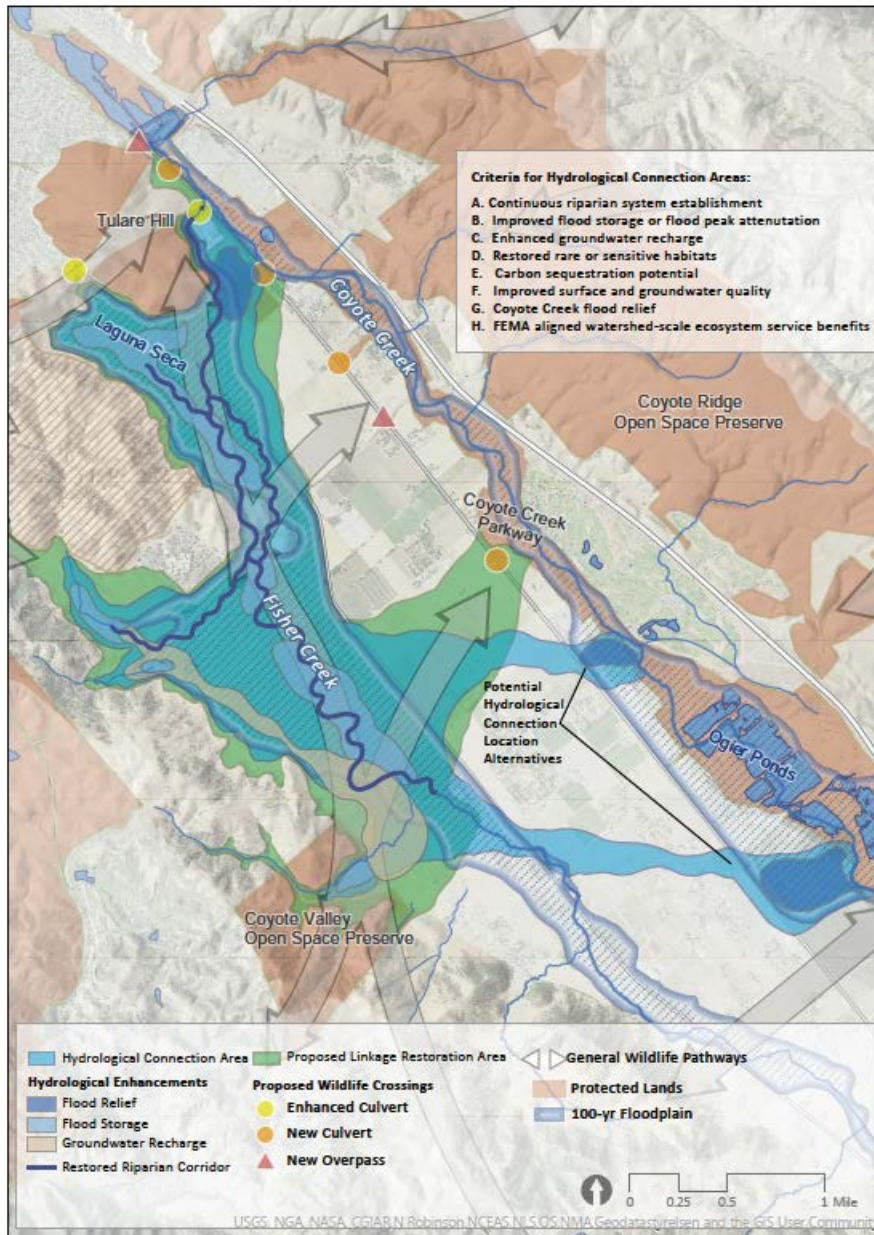 Criteria for Hydrological Connection Areas:
A. Continuous riparian system establishment
B. Improved flood storage or flood peak attenutation
C. Enhanced groundwater recharge
D. Restored rare or sensitive habitats
E. Carbon sequestration potential
F. Improved surface and groundwater quality
G. Coyote Creek flood relief
H. FEMA aligned watershed-scale ecosystem service benefits
Tulare Hill
Coyote Creek
Laguna Seca
Coyote Ridge
Open Space Preserve
Coyote Creek
Parkway
Fisher Creek
Potential
Hydrological
Connection
Location
Alternatives
Ogier Ponds
Coyote Valley
Open Space Preserve
Hydrological Connection Area
Hydrological Enhancements
Flood Relief
Flood Storage
Groundwater Recharge
Restored Riparian Corridor
Proposed Linkage Restoration Area
Proposed Wildlife Crossings
Enhanced Culvert
New Culvert
New Overpass
General Wildlife Pathways
Protected Lands
100-yr Floodplain
0 0.25 0.5 1 Mile
USGS, NGA, NASA, CGIAR, N Robinson, NCEAS, NLS, OS, NMA, Geodatastyrelsen and the GIS User Community